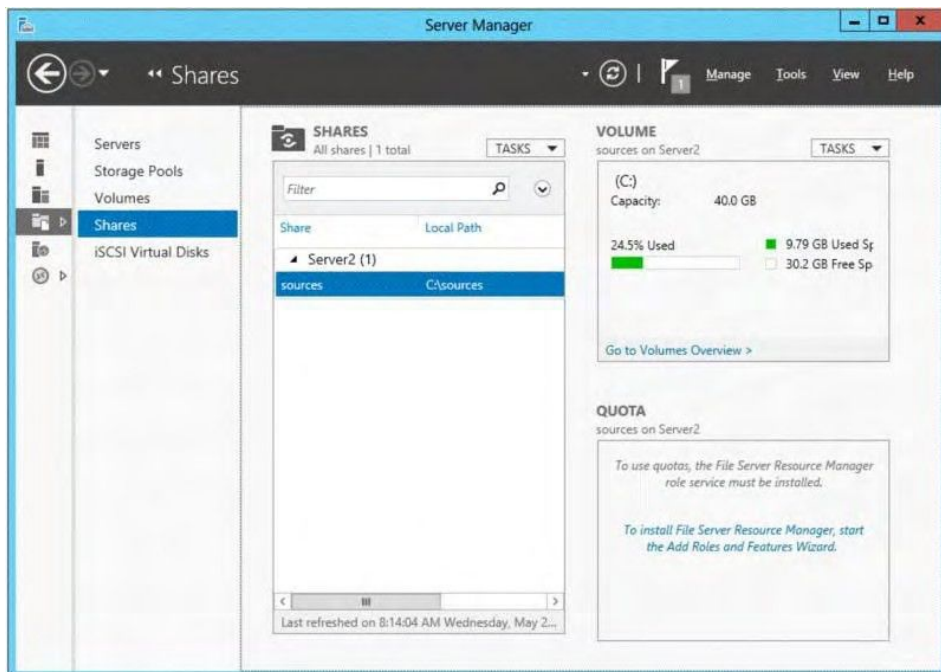 Server Manager
Shares
1
Manage
Tools
View
Help
Servers
Storage Pools
Volumes
Shares
iSCSI Virtual Disks
SHARES
All shares | 1 total
TASKS
Filter
Share
Local Path
Server2 (1)
sources
C:\sources
Last refreshed on 8:14:04 AM Wednesday, May 2...
VOLUME
sources on Server2
TASKS
(C:)
Capacity:
40.0 GB
24.5% Used
9.79 GB Used Sp
30.2 GB Free Sp
Go to Volumes Overview >
QUOTA
sources on Server2
To use quotas, the File Server Resource Manager
role service must be installed.
To install File Server Resource Manager, start
the Add Roles and Features Wizard.